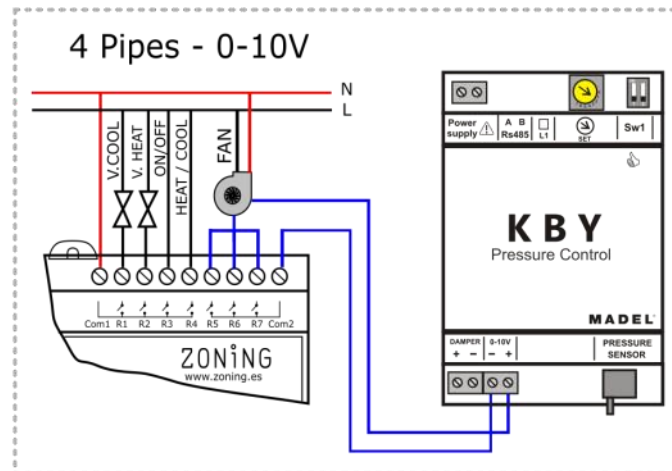 4 Pipes - 0-10V
N
L
V.COOL
V. HEAT
ON/OFF
HEAT / COOL
FAN
Com1 R1 R2 R3 R4 R5 R6 R7 Com2
ZONiNG
www.zoning.es
Power supply
A B
Rs485
L1
SET
Sw1
KBY
Pressure Control
MADEL
DAMPER
+ -
0-10V
- +
PRESSURE
SENSOR